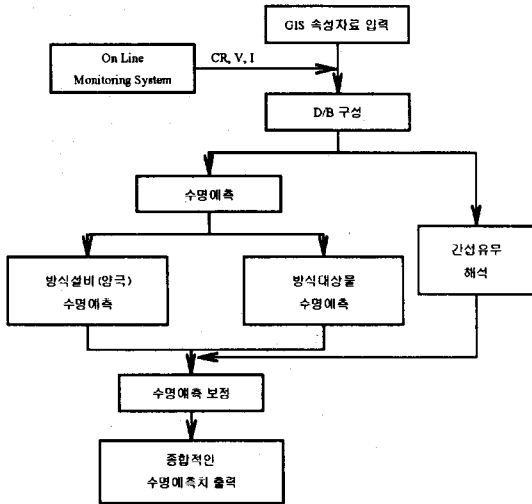 GIS 속성자료 입력
On Line
Monitoring System
CR, V, I
D/B 구성
수명예측
간섭유무
해석
방식설비(양극)
수명예측
방식대상물
수명예측
수명예측 보정
종합적인
수명예측치 출력